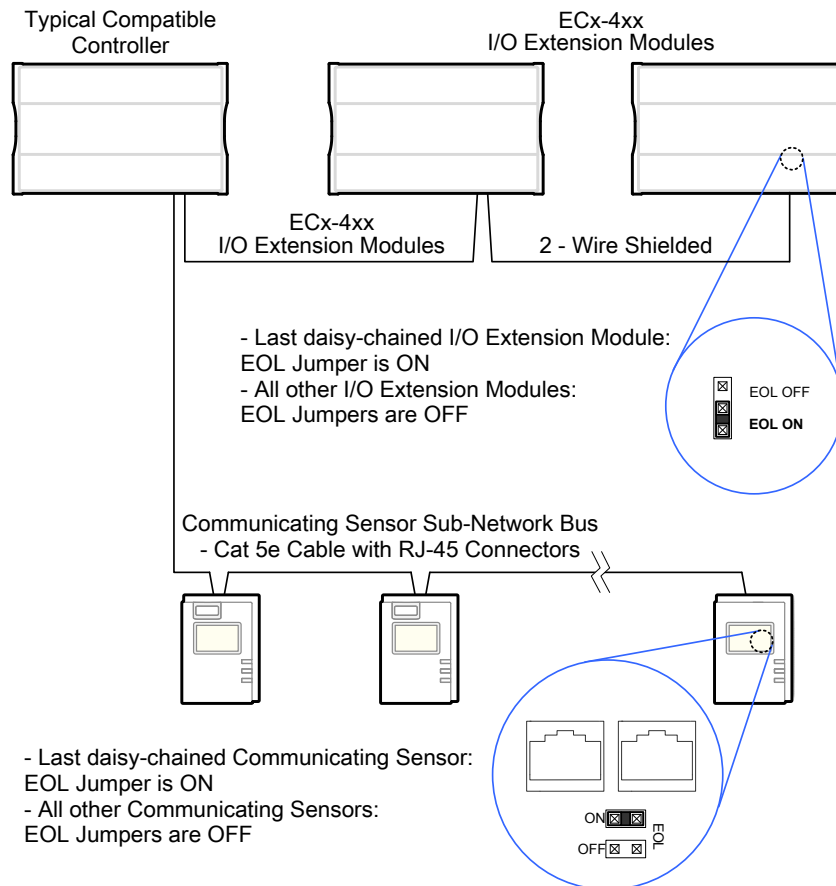 Typical Compatible
Controller
ECx-4xx
I/O Extension Modules
ECx-4xx
I/O Extension Modules
2 - Wire Shielded
- Last daisy-chained I/O Extension Module:
EOL Jumper is ON
- All other I/O Extension Modules:
EOL Jumpers are OFF
EOL OFF
EOL ON
Communicating Sensor Sub-Network Bus
- Cat 5e Cable with RJ-45 Connectors
- Last daisy-chained Communicating Sensor:
EOL Jumper is ON
- All other Communicating Sensors:
EOL Jumpers are OFF
ON
OFF
EOL